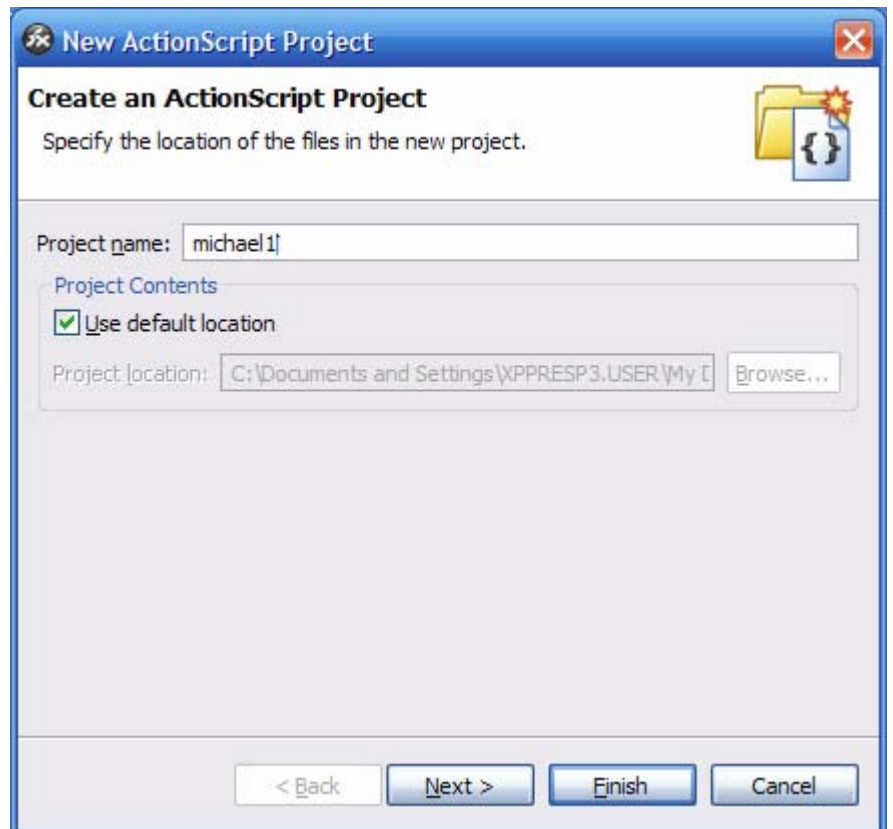 New ActionScript Project
Create an ActionScript Project
Specify the location of the files in the new project.
{}
Project name: michael1
Project Contents
Use default location
Project location: C:\Documents and Settings\XPPRESP3.USER\My D Browse...
< Back Next > Finish Cancel